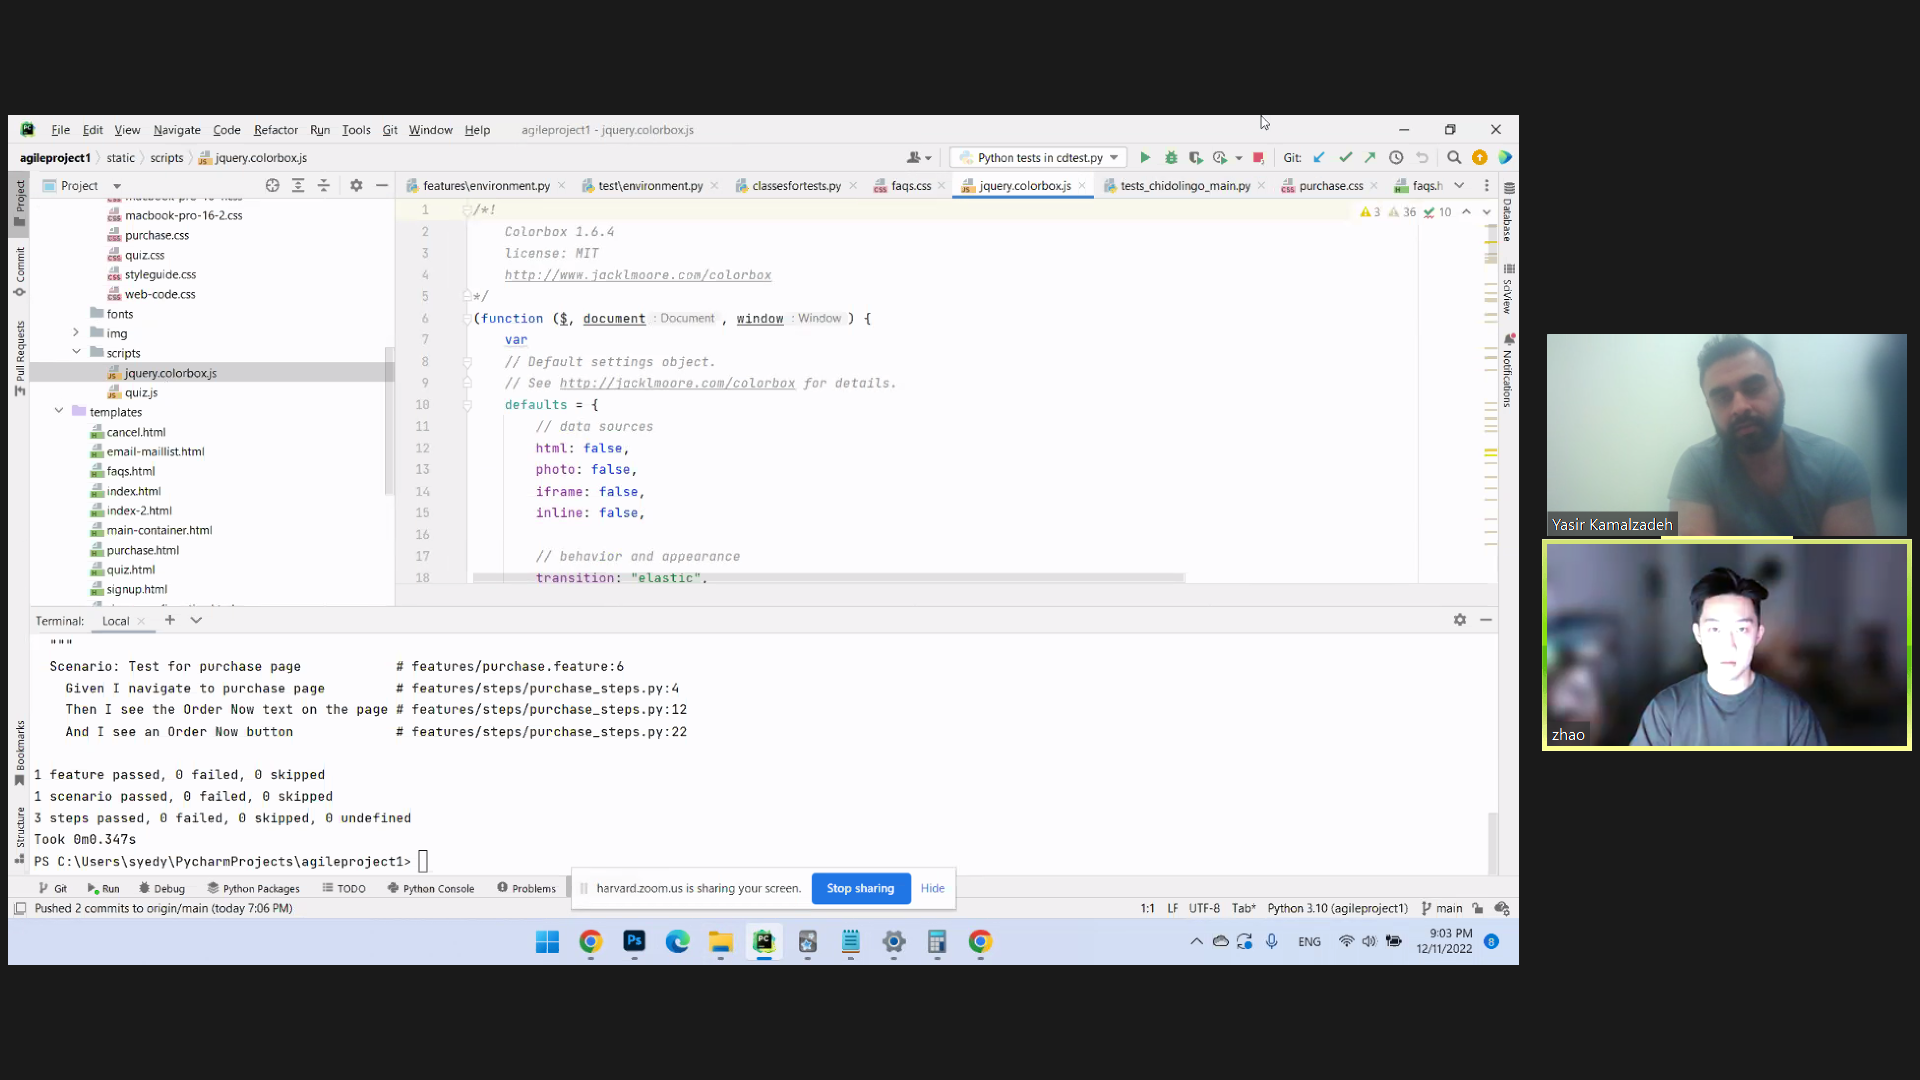 File Edit View Navigate Code Refactor Run Tools Git Window Help agileproject1 - jquery.colorbox.js
agileproject1 static scripts jquery.colorbox.js Python tests in cdtest.py Git:
Project features\environment.py test\environment.py classesfortests.py faqs.css jquery.colorbox.js tests_chidolingo_main.py purchase.css faqs.h
Project
Commit
Pull Requests
Bookmarks
Structure
macbook-pro-16-2.css
purchase.css
quiz.css
styleguide.css
web-code.css
fonts
img
scripts
jquery.colorbox.js
quiz.js
templates
cancel.html
email-maillist.html
faqs.html
index.html
index-2.html
main-container.html
purchase.html
quiz.html
signup.html
3 36 10
1 /*!
2 Colorbox 1.6.4
3 license: MIT
4 http://www.jacklmoore.com/colorbox
5 */
6 (function ($, document : Document , window : Window ) {
7 var
8 // Default settings object.
9 // See http://jacklmoore.com/colorbox for details.
10 defaults = {
11 // data sources
12 html: false,
13 photo: false,
14 iframe: false,
15 inline: false,
16
17 // behavior and appearance
18 transition: "elastic",
Database
SciView
Notifications
Terminal: Local
"""
Scenario: Test for purchase page # features/purchase.feature:6
Given I navigate to purchase page # features/steps/purchase_steps.py:4
Then I see the Order Now text on the page # features/steps/purchase_steps.py:12
And I see an Order Now button # features/steps/purchase_steps.py:22
1 feature passed, 0 failed, 0 skipped
1 scenario passed, 0 failed, 0 skipped
3 steps passed, 0 failed, 0 skipped, 0 undefined
Took 0m0.347s
PS C:\Users\syedy\PycharmProjects\agileproject1>
Git Run Debug Python Packages TODO Python Console Problems
harvard.zoom.us is sharing your screen. Stop sharing Hide
Pushed 2 commits to origin/main (today 7:06 PM) 1:1 LF UTF-8 Tab* Python 3.10 (agileproject1) main
PC
Ps
PC
ENG
9:03 PM
12/11/2022
8
Yasir Kamalzadeh
zhao